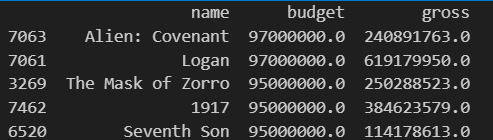 name budget gross
7063 Alien: Covenant 97000000.0 240891763.0
7061 Logan 97000000.0 619179950.0
3269 The Mask of Zorro 95000000.0 250288523.0
7462 1917 95000000.0 384623579.0
6520 Seventh Son 95000000.0 114178613.0